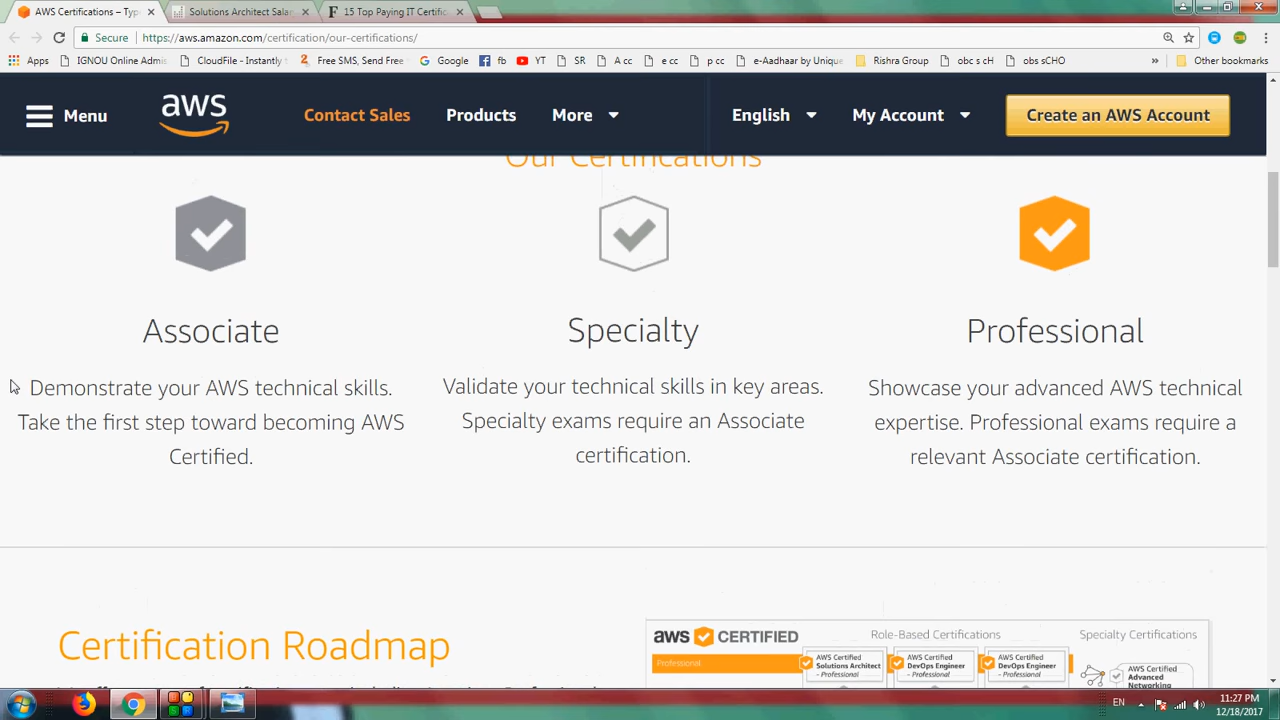 AWS Certifications – Typ
Solutions Architect Salar
15 Top Paying IT Certific
Secure
https://aws.amazon.com/certification/our-certifications/
Apps
IGNOU Online Admis
CloudFile - Instantly
Free SMS, Send Free
Google
fb
YT
SR
A cc
e cc
p cc
e-Aadhaar by Unique
Rishra Group
obc s cH
obs sCHO
»
Other bookmarks
Menu
aws
Contact Sales
Products
More
English
My Account
Create an AWS Account
Our Certifications
Associate
Demonstrate your AWS technical skills.
Take the first step toward becoming AWS
Certified.
Specialty
Validate your technical skills in key areas.
Specialty exams require an Associate
certification.
Professional
Showcase your advanced AWS technical
expertise. Professional exams require a
relevant Associate certification.
Certification Roadmap
aws CERTIFIED
Role-Based Certifications
Specialty Certifications
Professional
AWS Certified
Solutions Architect
- Professional
AWS Certified
DevOps Engineer
- Professional
AWS Certified
DevOps Engineer
- Professional
AWS Certified
Advanced
Networking
EN
11:27 PM
12/18/2017